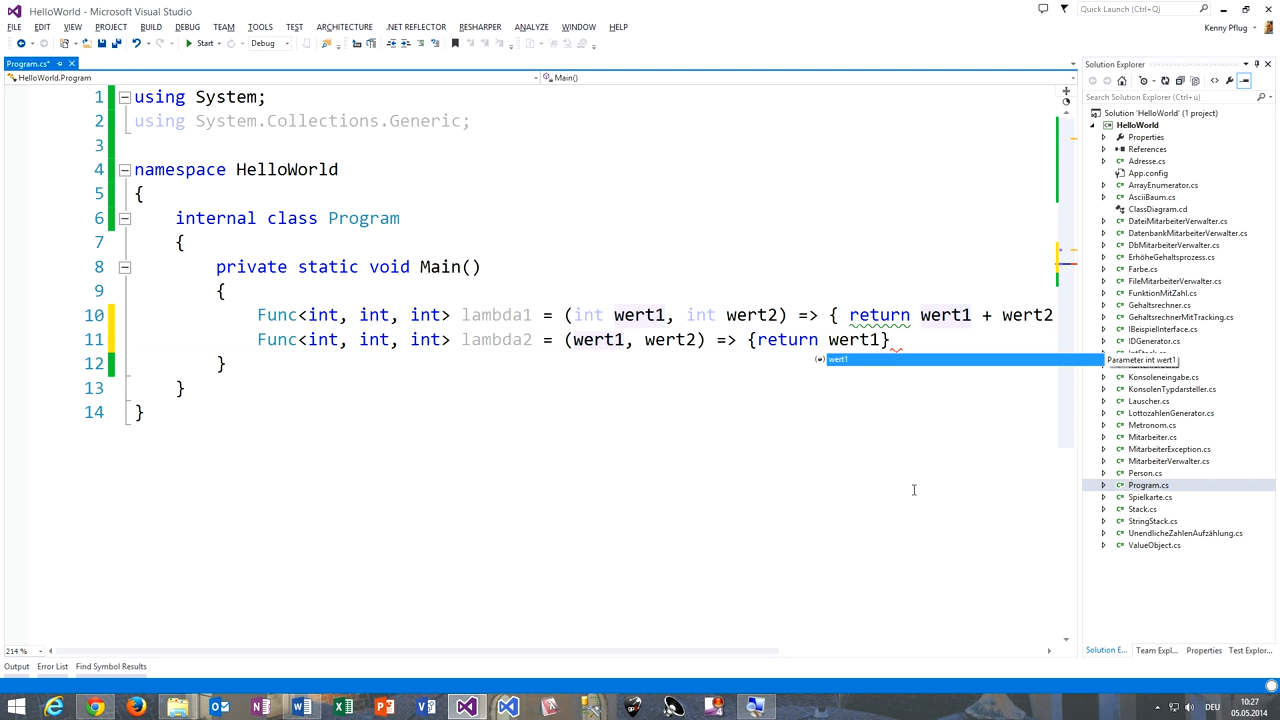 HelloWorld - Microsoft Visual Studio
Quick Launch (Ctrl+Q)
FILE EDIT VIEW PROJECT BUILD DEBUG TEAM TOOLS TEST ARCHITECTURE .NET REFLECTOR RESHARPER ANALYZE WINDOW HELP
Kenny Pflug
Start
Debug
Program.cs*
HelloWorld.Program
Main()
1 using System;
2 using System.Collections.Generic;
3
4 namespace HelloWorld
5 {
6 internal class Program
7 {
8 private static void Main()
9 {
10 Func<int, int, int> lambda1 = (int wert1, int wert2) => { return wert1 + wert2
11 Func<int, int, int> lambda2 = (wert1, wert2) => {return wert1}
wert1
Parameter int wert1
12 }
13 }
14 }
214 %
Output Error List Find Symbol Results
Solution Explorer
Search Solution Explorer (Ctrl+ü)
Solution 'HelloWorld' (1 project)
HelloWorld
Properties
References
Adresse.cs
App.config
ArrayEnumerator.cs
AsciiBaum.cs
ClassDiagram.cd
DateiMitarbeiterVerwalter.cs
DatenbankMitarbeiterVerwalter.cs
DbMitarbeiterVerwalter.cs
ErhöheGehaltsprozess.cs
Farbe.cs
FileMitarbeiterVerwalter.cs
FunktionMitZahl.cs
Gehaltsrechner.cs
GehaltsrechnerMitTracking.cs
IBeispielInterface.cs
IDGenerator.cs
IntStack.cs
Konsoleneingabe.cs
KonsolenTypdarsteller.cs
Lauscher.cs
LottozahlenGenerator.cs
Metronom.cs
Mitarbeiter.cs
MitarbeiterException.cs
MitarbeiterVerwalter.cs
Person.cs
Program.cs
Spielkarte.cs
Stack.cs
StringStack.cs
UnendlicheZahlenAufzählung.cs
ValueObject.cs
Solution E... Team Expl... Properties Test Explor...
DEU
10:27
05.05.2014